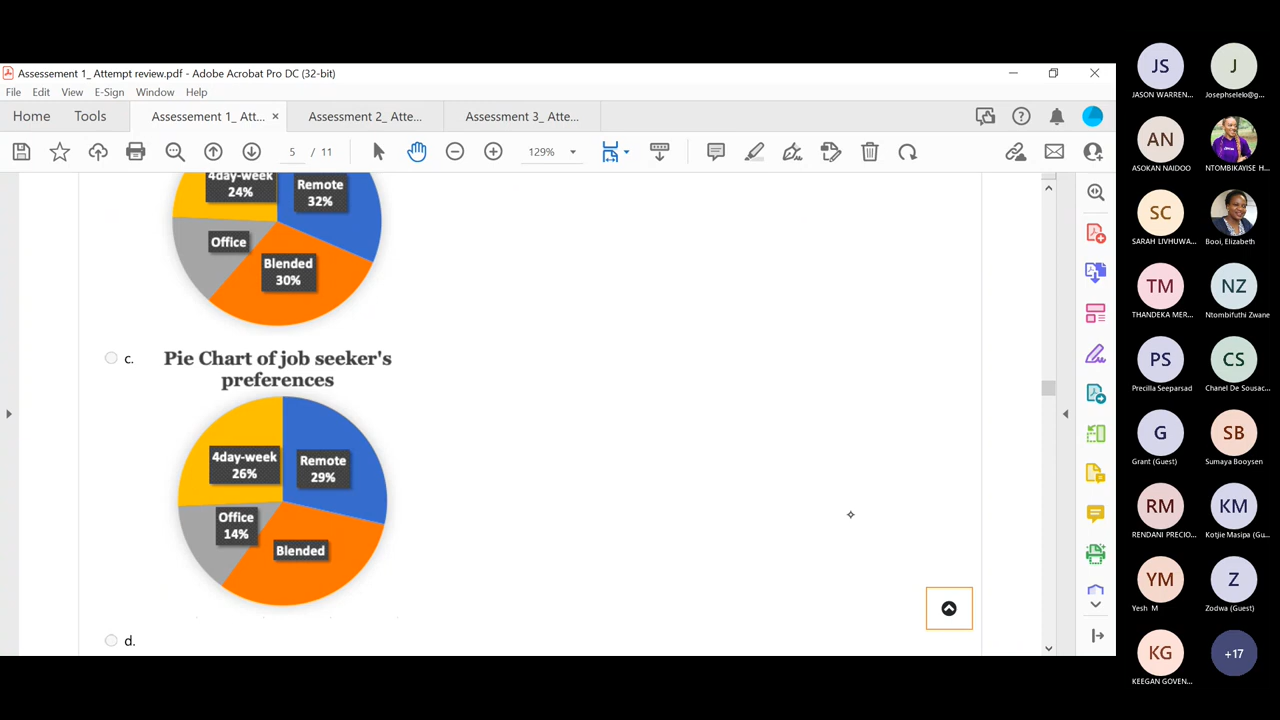 Assessement 1_ Attempt review.pdf - Adobe Acrobat Pro DC (32-bit)
File Edit View E-Sign Window Help
Home Tools Assessement 1_ Att... × Assessment 2_ Atte... Assessment 3_ Atte...
5 / 11 129%
4day-week
24%
Remote
32%
Office
Blended
30%
c. Pie Chart of job seeker's
preferences
4day-week
26%
Remote
29%
Office
14%
Blended
d.
JS J
JASON WARREN... Josephselelo@g...
AN
ASOKAN NAIDOO NTOMBIKAYISE H...
SC
SARAH LIVHUWA... Booi, Elizabeth
TM NZ
THANDEKA MER... Ntombifuthi Zwane
PS CS
Precilla Seeparsad Chanel De Sousac...
G SB
Grant (Guest) Sumaya Booysen
RM KM
RENDANI PRECIO... Kotjie Masipa (Gu...
YM Z
Yesh M Zodwa (Guest)
KG +17
KEEGAN GOVEN...